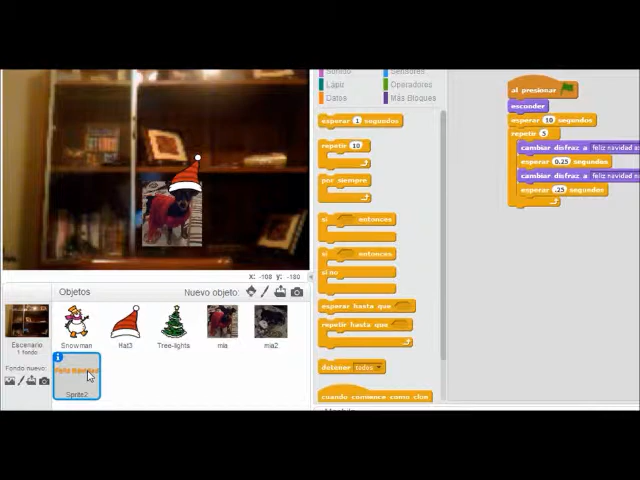 Sonido
Sensores
Lápiz
Operadores
Datos
Más Bloques
esperar 1 segundos
repetir 10
por siempre
si entonces
si entonces
si no
esperar hasta que
repetir hasta que
detener todos
cuando comience como clon
al presionar
esconder
esperar 10 segundos
repetir 5
cambiar disfraz a feliz navidad
esperar 0.25 segundos
cambiar disfraz a feliz navidad
esperar .25 segundos
X: -108 y: -180
Objetos
Nuevo objeto:
Escenario
1 fondo
Snowman
Hat3
Tree-lights
mia
mia2
Fondo nuevo:
Feliz Navidad
Sprite2